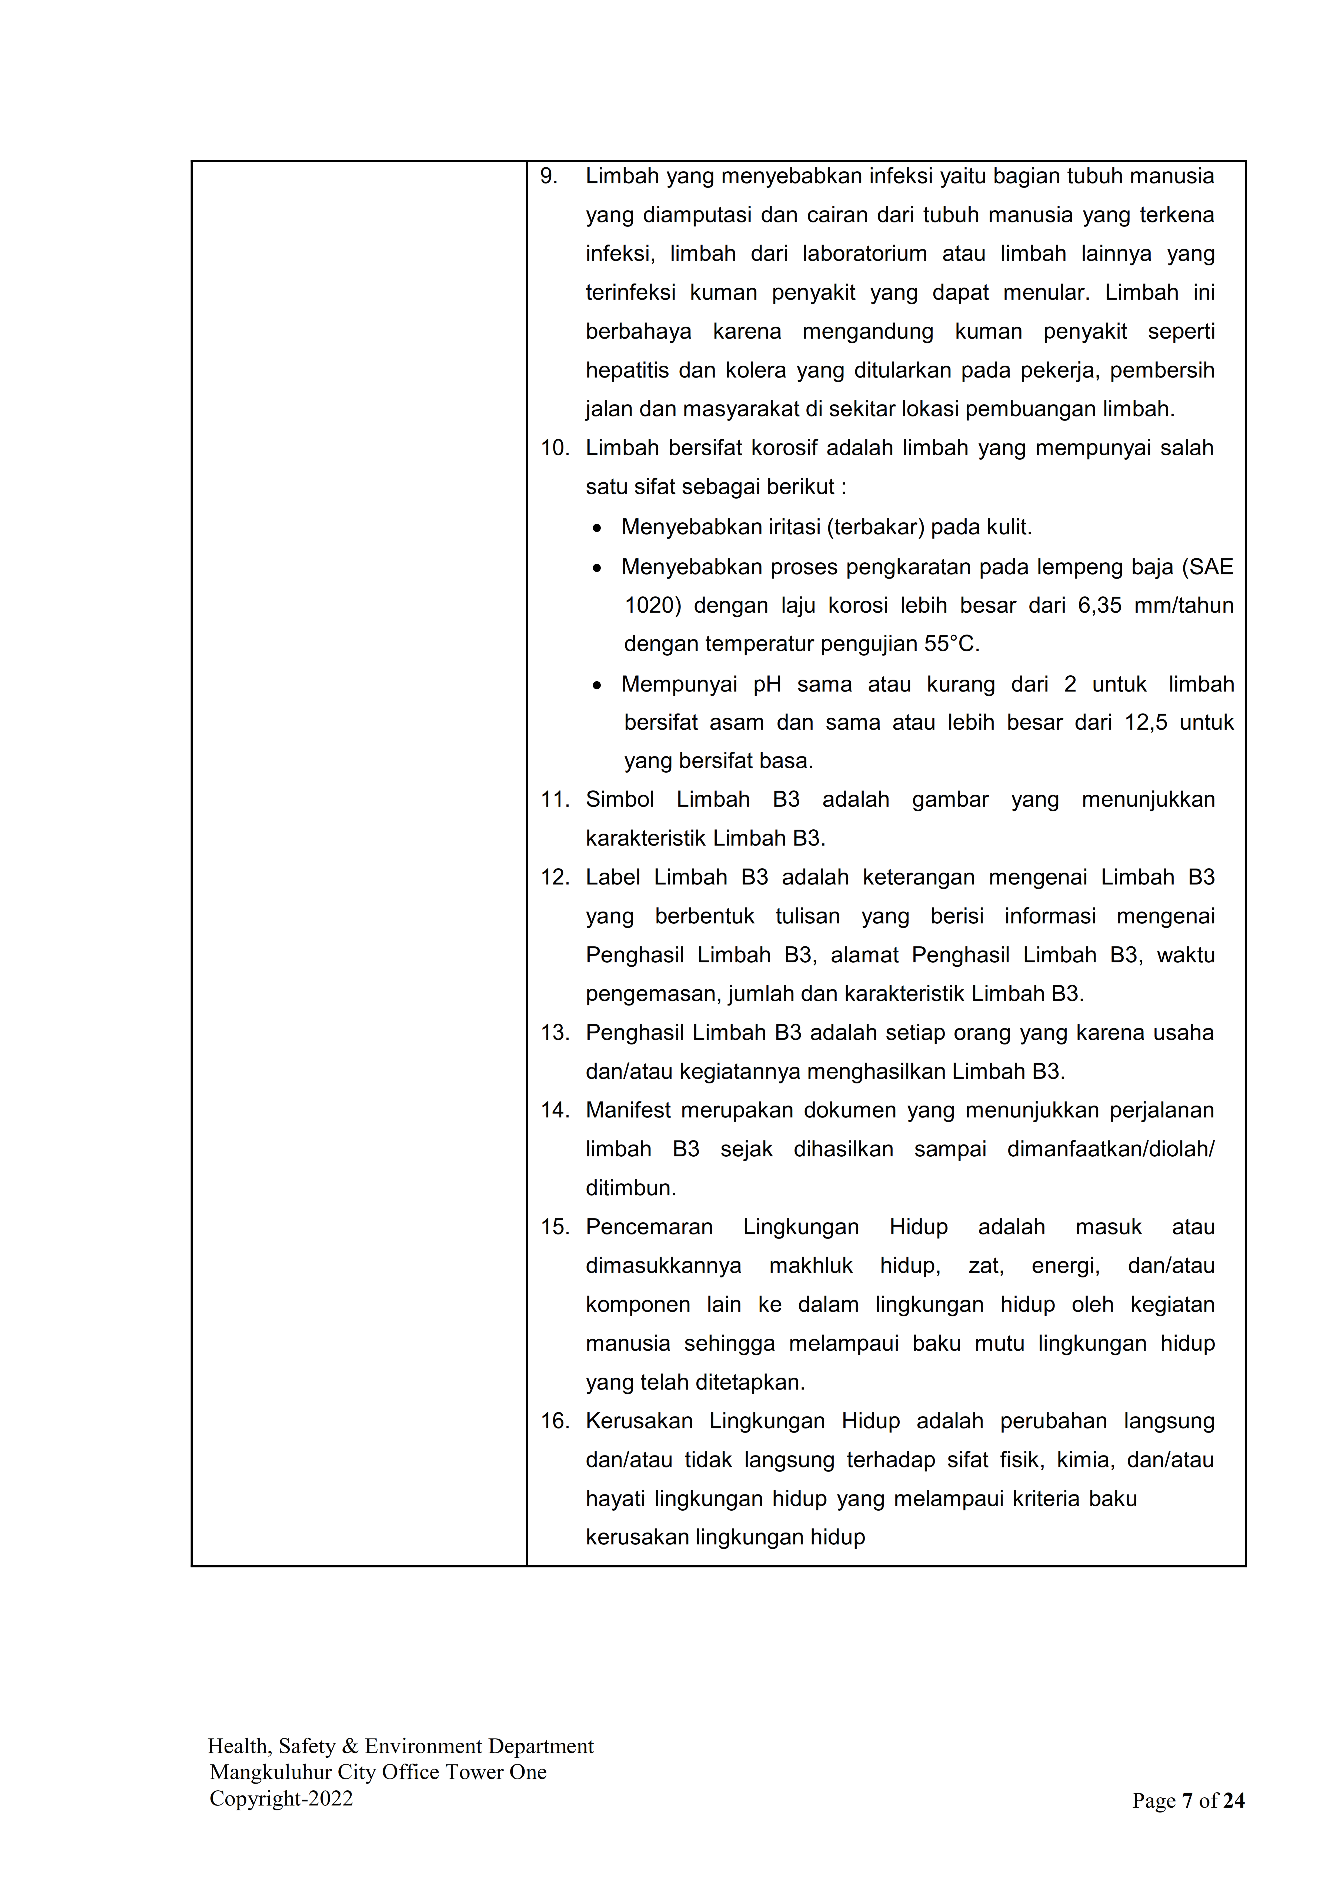 9. Limbah yang menyebabkan infeksi yaitu bagian tubuh manusia
yang diamputasi dan cairan dari tubuh manusia yang terkena
infeksi, limbah dari laboratorium atau limbah lainnya yang
terinfeksi kuman penyakit yang dapat menular. Limbah ini
berbahaya karena mengandung kuman penyakit seperti
hepatitis dan kolera yang ditularkan pada pekerja, pembersih
jalan dan masyarakat di sekitar lokasi pembuangan limbah.
10. Limbah bersifat korosif adalah limbah yang mempunyai salah
satu sifat sebagai berikut :
• Menyebabkan iritasi (terbakar) pada kulit.
• Menyebabkan proses pengkaratan pada lempeng baja (SAE
1020) dengan laju korosi lebih besar dari 6,35 mm/tahun
dengan temperatur pengujian 55°C.
• Mempunyai pH sama atau kurang dari 2 untuk limbah
bersifat asam dan sama atau lebih besar dari 12,5 untuk
yang bersifat basa.
11. Simbol Limbah B3 adalah gambar yang menunjukkan
karakteristik Limbah B3.
12. Label Limbah B3 adalah keterangan mengenai Limbah B3
yang berbentuk tulisan yang berisi informasi mengenai
Penghasil Limbah B3, alamat Penghasil Limbah B3, waktu
pengemasan, jumlah dan karakteristik Limbah B3.
13. Penghasil Limbah B3 adalah setiap orang yang karena usaha
dan/atau kegiatannya menghasilkan Limbah B3.
14. Manifest merupakan dokumen yang menunjukkan perjalanan
limbah B3 sejak dihasilkan sampai dimanfaatkan/diolah/
ditimbun.
15. Pencemaran Lingkungan Hidup adalah masuk atau
dimasukkannya makhluk hidup, zat, energi, dan/atau
komponen lain ke dalam lingkungan hidup oleh kegiatan
manusia sehingga melampaui baku mutu lingkungan hidup
yang telah ditetapkan.
16. Kerusakan Lingkungan Hidup adalah perubahan langsung
dan/atau tidak langsung terhadap sifat fisik, kimia, dan/atau
hayati lingkungan hidup yang melampaui kriteria baku
kerusakan lingkungan hidup
Health, Safety & Environment Department
Mangkuluhur City Office Tower One
Copyright-2022
Page 7 of 24